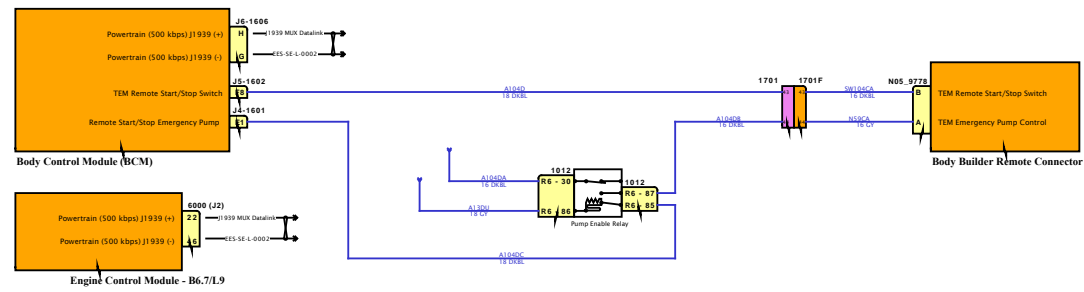 J6-1606
Powertrain (500 kbps) J1939 (+)
H
J1939 MUX Datalink
Powertrain (500 kbps) J1939 (-)
G
EES-SE-L-0002
J5-1602
TEM Remote Start/Stop Switch
A104D
18 DKBL
J4-1601
Remote Start/Stop Emergency Pump
E1
Body Control Module (BCM)
1701
1701F
SW104CA
16 DKBL
N05_9778
B
TEM Remote Start/Stop Switch
A104DB
16 DKBL
N59CA
16 GY
A
TEM Emergency Pump Control
Body Builder Remote Connector
1012
A104DA
16 DKBL
R6 - 30
1012
R6 - 87
A13DU
18 GY
R6 - 86
R6 - 85
Pump Enable Relay
A104DC
18 DKBL
6000 (J2)
Powertrain (500 kbps) J1939 (+)
22
J1939 MUX Datalink
Powertrain (500 kbps) J1939 (-)
46
EES-SE-L-0002
Engine Control Module - B6.7/L9